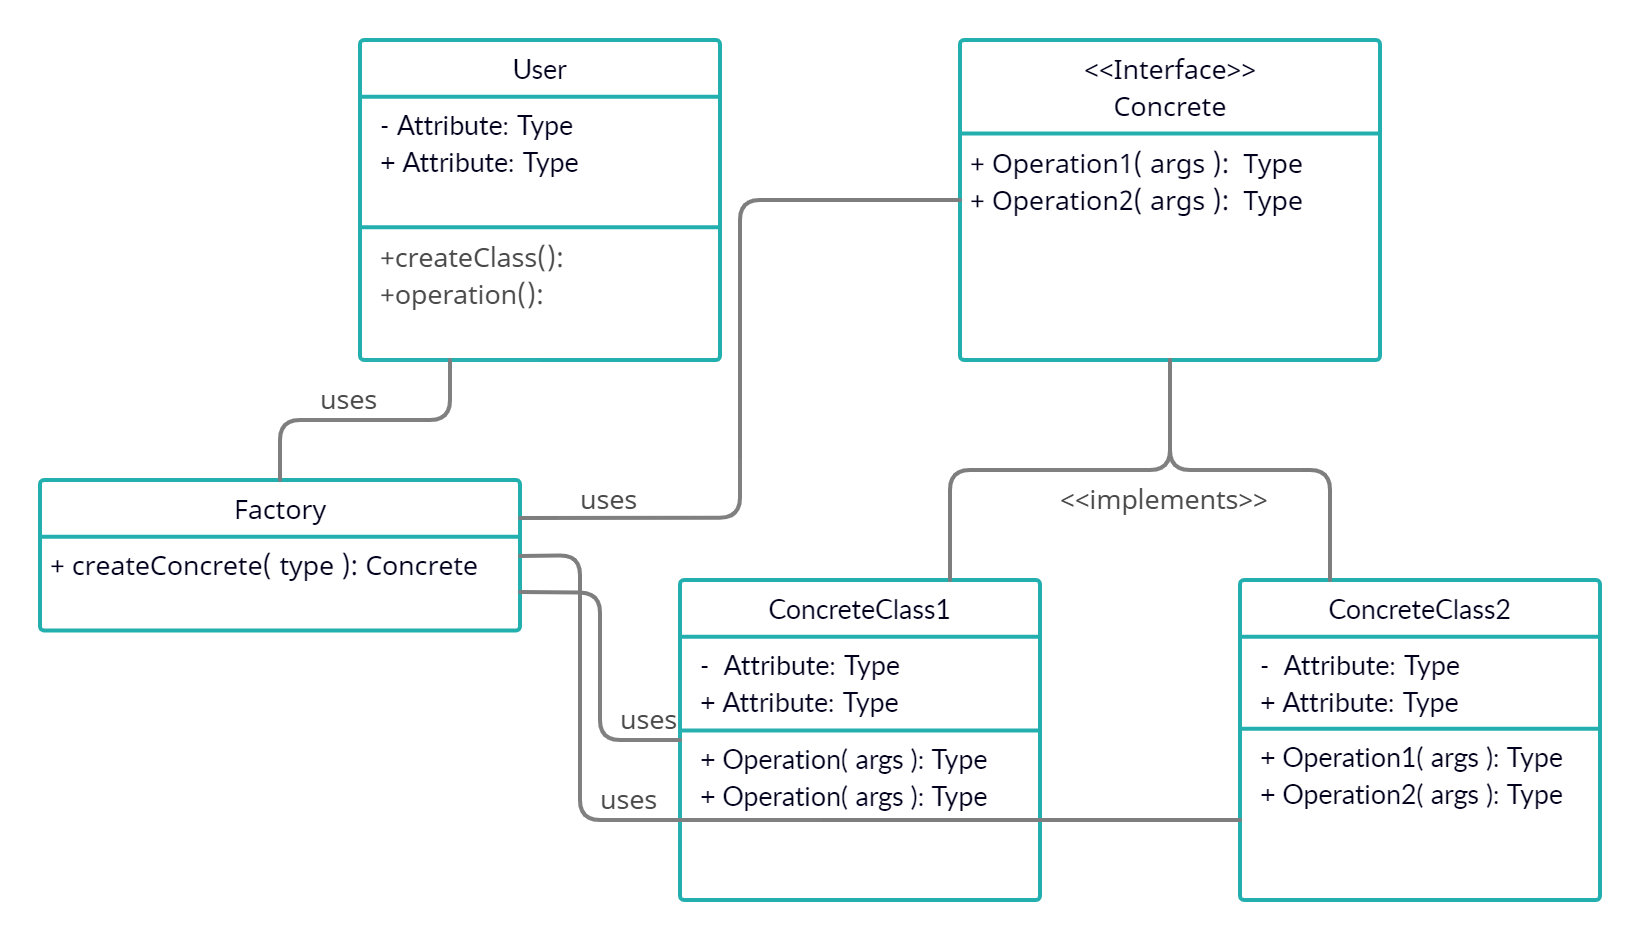 User
- Attribute: Type
+ Attribute: Type
+createClass():
+operation():
<<Interface>>
Concrete
+ Operation1( args ):  Type
+ Operation2( args ):  Type
uses
Factory
+ createConcrete( type ): Concrete
uses
<<implements>>
ConcreteClass1
-  Attribute: Type
+ Attribute: Type
+ Operation( args ): Type
+ Operation( args ): Type
ConcreteClass2
-  Attribute: Type
+ Attribute: Type
+ Operation1( args ): Type
+ Operation2( args ): Type
uses
uses